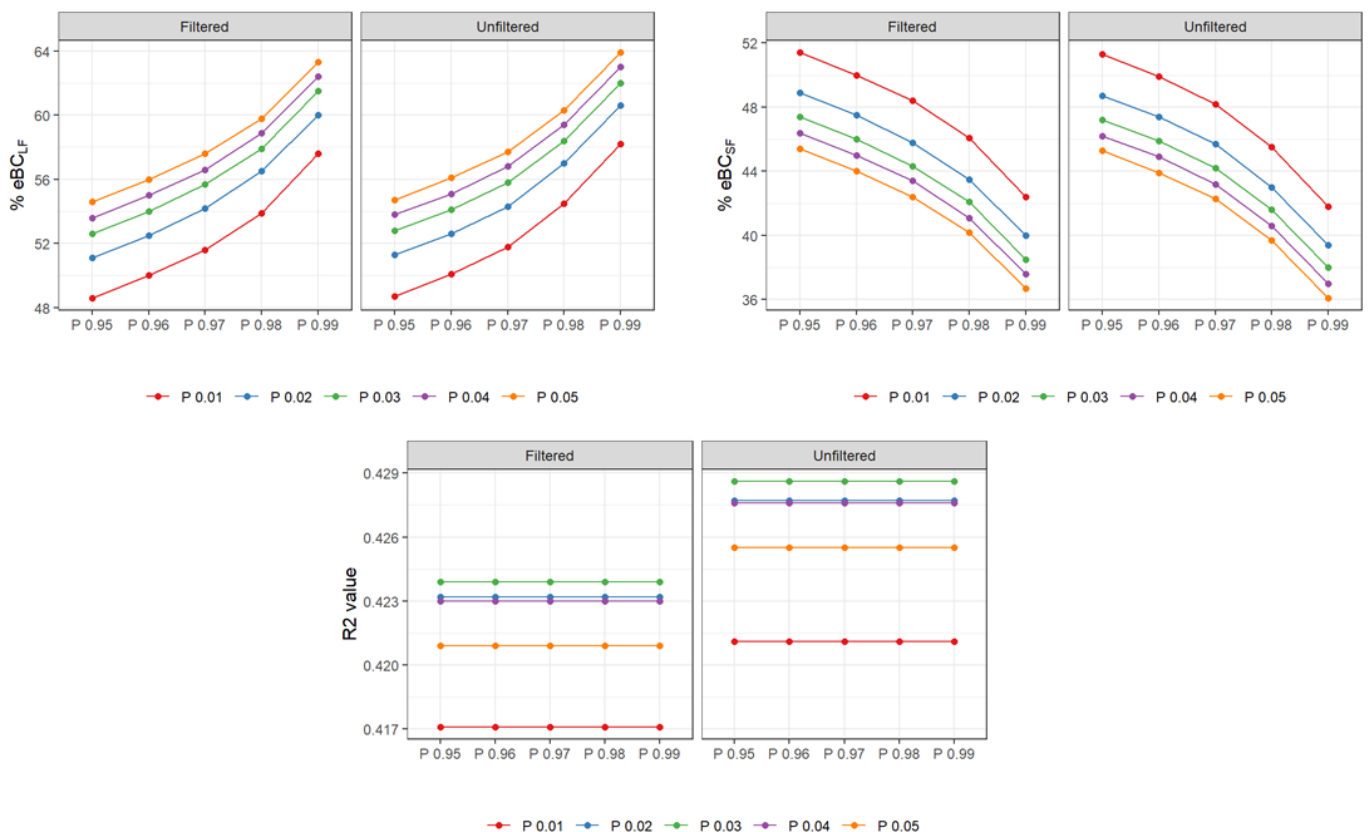 Filtered Unfiltered
64
60
56
52
48
% eBC_LF
P 0.95 P 0.96 P 0.97 P 0.98 P 0.99 P 0.95 P 0.96 P 0.97 P 0.98 P 0.99
P 0.01 P 0.02 P 0.03 P 0.04 P 0.05
Filtered Unfiltered
52
48
44
40
36
% eBC_SF
P 0.95 P 0.96 P 0.97 P 0.98 P 0.99 P 0.95 P 0.96 P 0.97 P 0.98 P 0.99
P 0.01 P 0.02 P 0.03 P 0.04 P 0.05
Filtered Unfiltered
0.429
0.426
0.423
0.420
0.417
R2 value
P 0.95 P 0.96 P 0.97 P 0.98 P 0.99 P 0.95 P 0.96 P 0.97 P 0.98 P 0.99
P 0.01 P 0.02 P 0.03 P 0.04 P 0.05